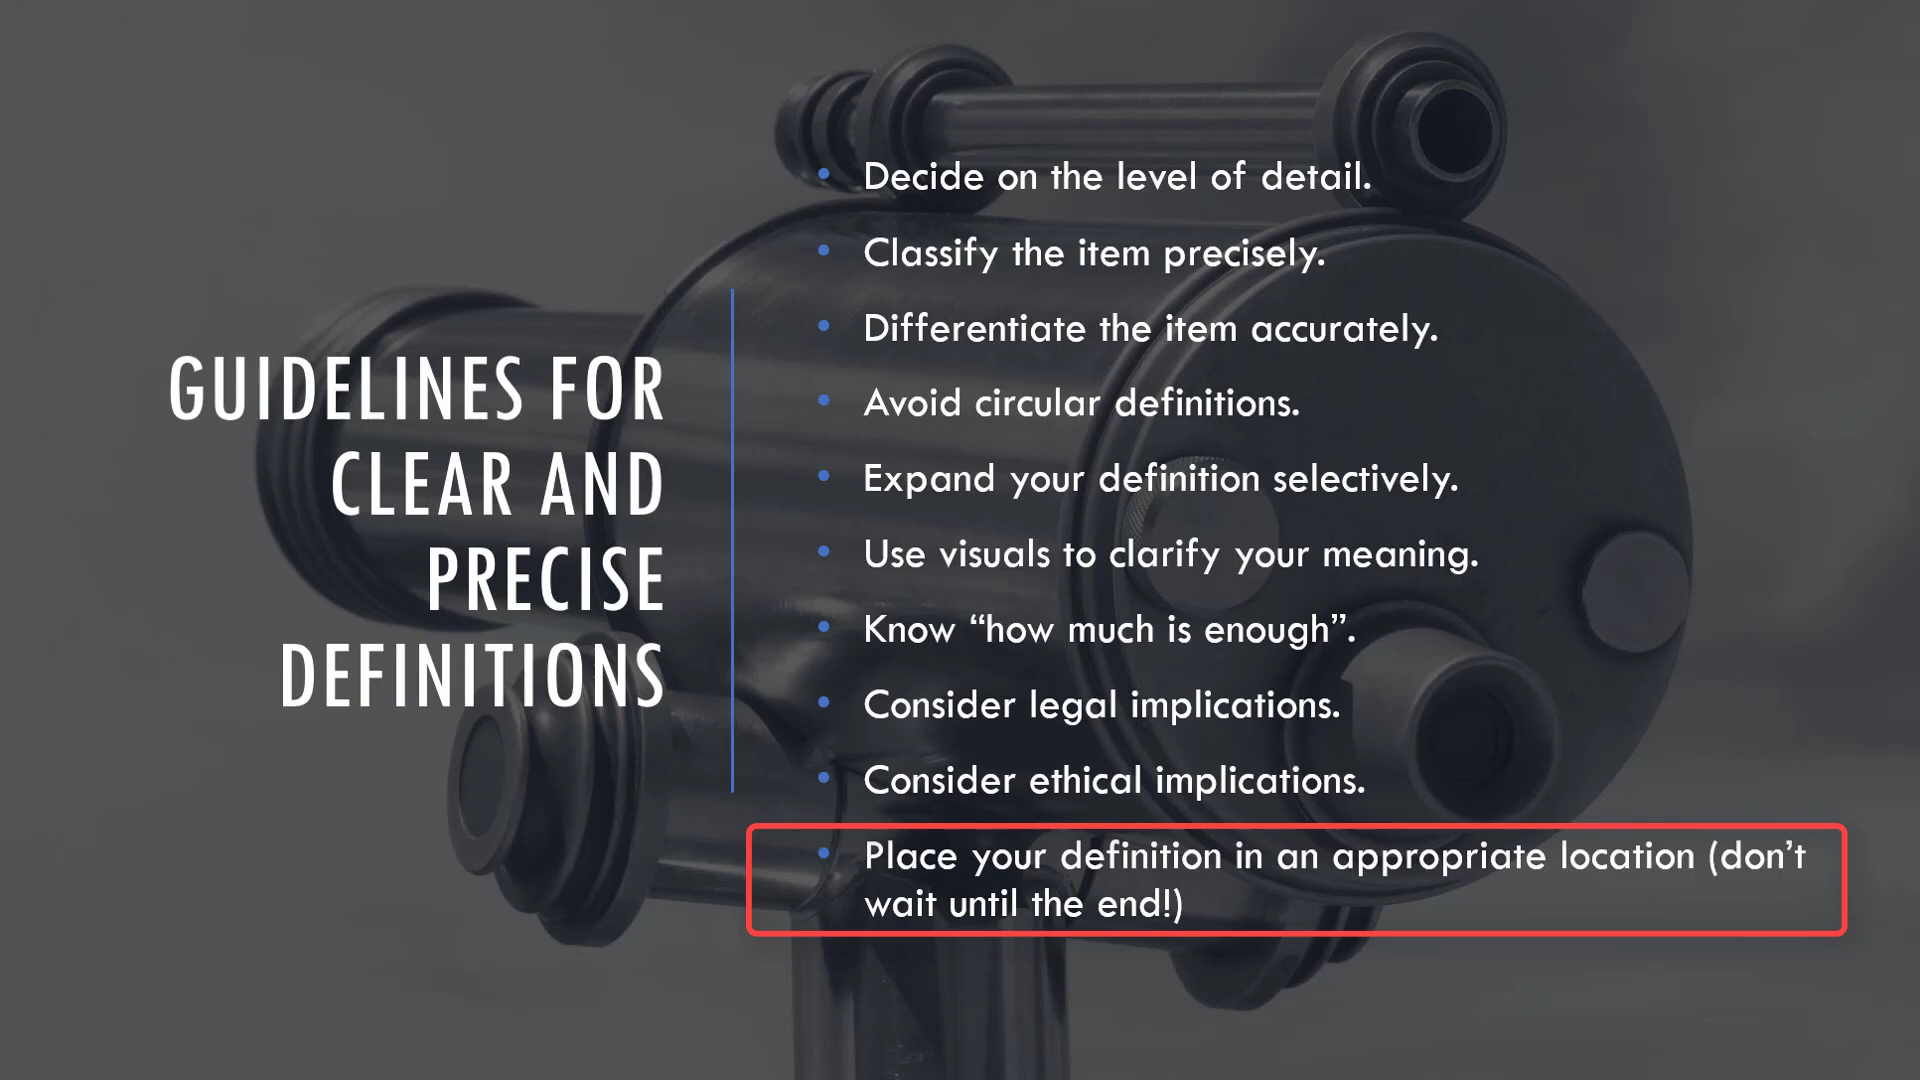 GUIDELINES FOR
CLEAR AND
PRECISE
DEFINITIONS
• Decide on the level of detail.
• Classify the item precisely.
• Differentiate the item accurately.
• Avoid circular definitions.
• Expand your definition selectively.
• Use visuals to clarify your meaning.
• Know “how much is enough”.
• Consider legal implications.
• Consider ethical implications.
• Place your definition in an appropriate location (don’t
wait until the end!)